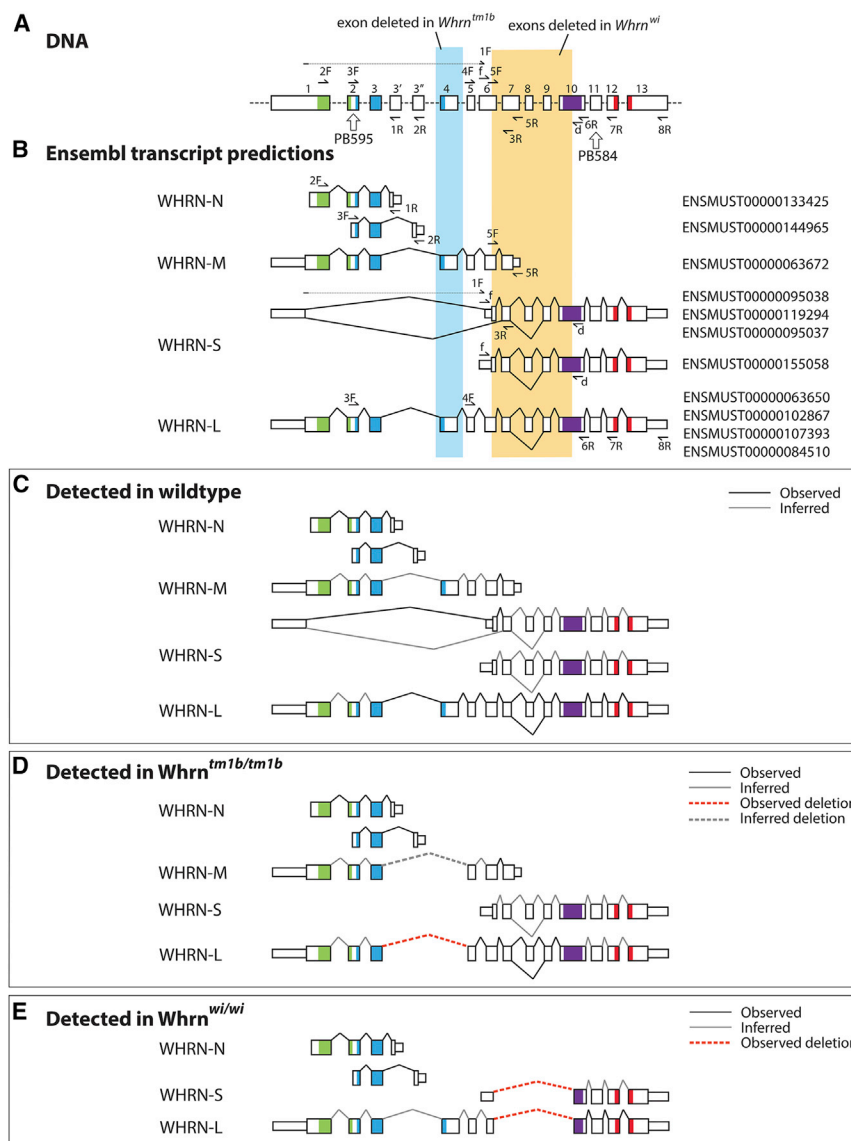 A
DNA
exon deleted in Whrn^tm1b
exons deleted in Whrn^wi
1F
2F 3F 4F f 5F
1 2 3 3' 3" 4 5 6 7 8 9 10 11 12 13
1R 2R 5R d 6R 7R 8R
3R
PB595 PB584
B
Ensembl transcript predictions
2F
WHRN-N ENSMUST00000133425
1R
3F ENSMUST00000144965
2R
5F
WHRN-M ENSMUST00000063672
5R
1F f ENSMUST00000095038
ENSMUST00000119294
3R d ENSMUST00000095037
WHRN-S
f ENSMUST00000155058
d
3F 4F ENSMUST00000063650
WHRN-L ENSMUST00000102867
6R 7R 8R ENSMUST00000107393
ENSMUST00000084510
C
Detected in wildtype
Observed
Inferred
WHRN-N
WHRN-M
WHRN-S
WHRN-L
D
Detected in Whrn^tm1b/tm1b
Observed
Inferred
Observed deletion
Inferred deletion
WHRN-N
WHRN-M
WHRN-S
WHRN-L
E
Detected in Whrn^wi/wi
Observed
Inferred
Observed deletion
WHRN-N
WHRN-S
WHRN-L